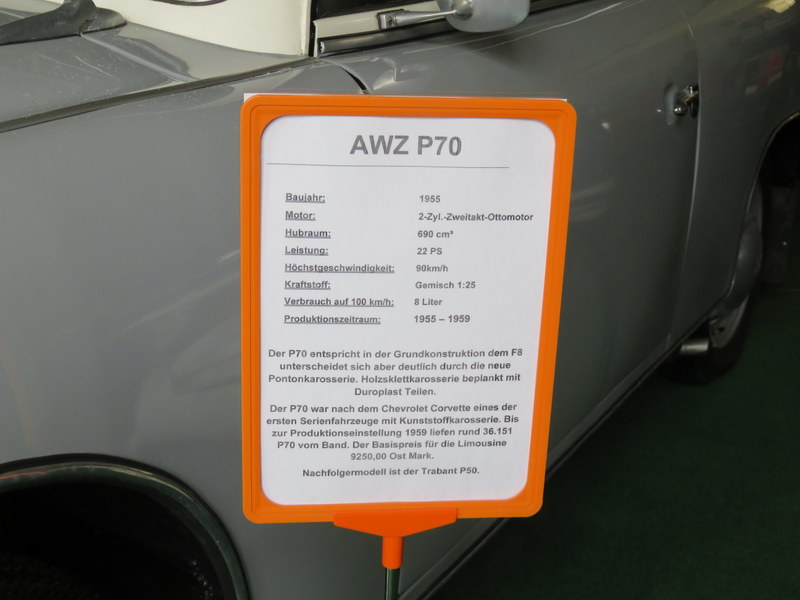 AWZ P70
Baujahr: 1955
Motor: 2-Zyl.-Zweitakt-Ottomotor
Hubraum: 690 cm³
Leistung: 22 PS
Höchstgeschwindigkeit: 90km/h
Kraftstoff: Gemisch 1:25
Verbrauch auf 100 km/h: 8 Liter
Produktionszeitraum: 1955 – 1959
Der P70 entspricht in der Grundkonstruktion dem F8
unterscheidet sich aber deutlich durch die neue
Pontonkarosserie. Holzsklettkarosserie beplankt mit
Duroplast Teilen.
Der P70 war nach dem Chevrolet Corvette eines der
ersten Serienfahrzeuge mit Kunststoffkarosserie. Bis
zur Produktionseinstellung 1959 liefen rund 36.151
P70 vom Band. Der Basispreis für die Limousine
9250,00 Ost Mark.
Nachfolgermodell ist der Trabant P50.